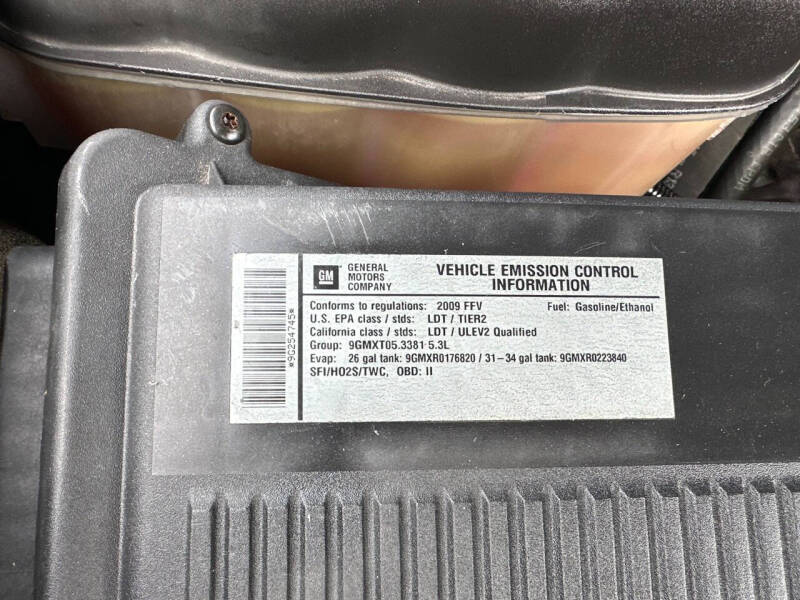 GM
GENERAL
MOTORS
COMPANY
VEHICLE EMISSION CONTROL
INFORMATION
Conforms to regulations: 2009 FFV Fuel: Gasoline/Ethanol
U.S. EPA class / stds: LDT / TIER2
California class / stds: LDT / ULEV2 Qualified
Group: 9GMXT05.3381 5.3L
Evap: 26 gal tank: 9GMXR0176820 / 31-34 gal tank: 9GMXR0223840
SFI/HO2S/TWC, OBD: II
*9G254745*